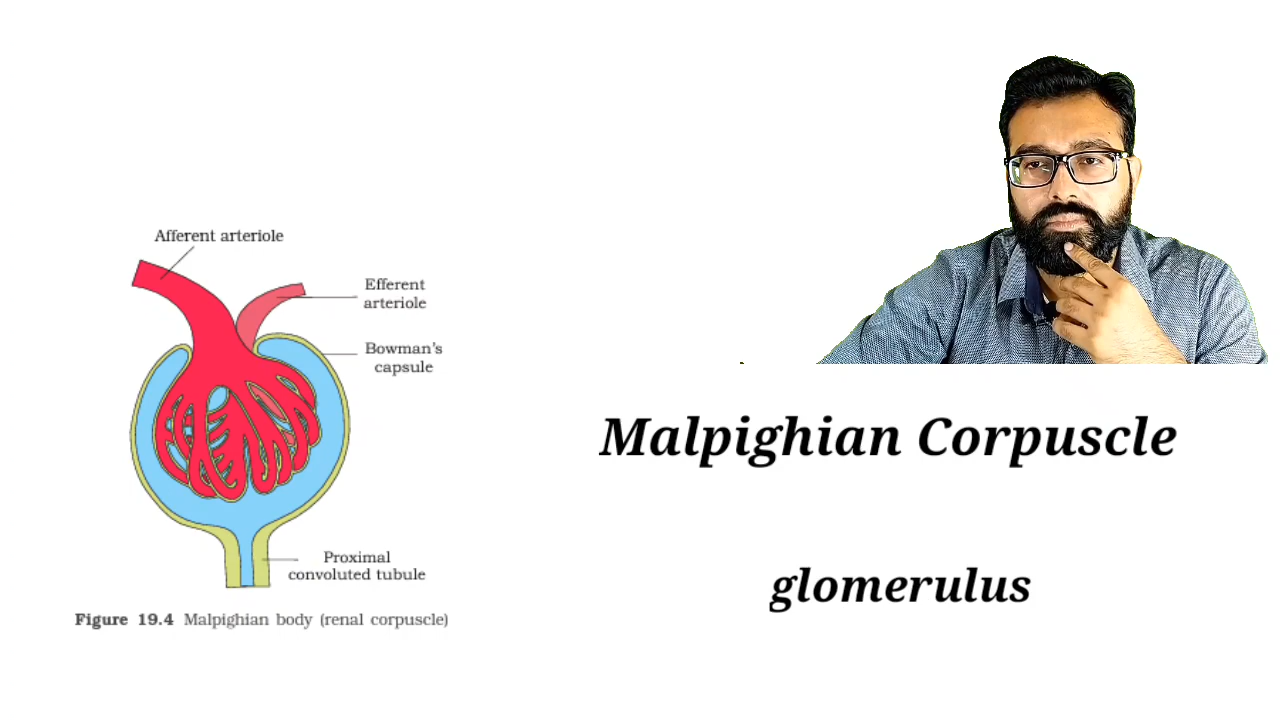 Afferent arteriole
Efferent
arteriole
Bowman's
capsule
Proximal
convoluted tubule
Figure 19.4 Malpighian body (renal corpuscle)
Malpighian Corpuscle
glomerulus